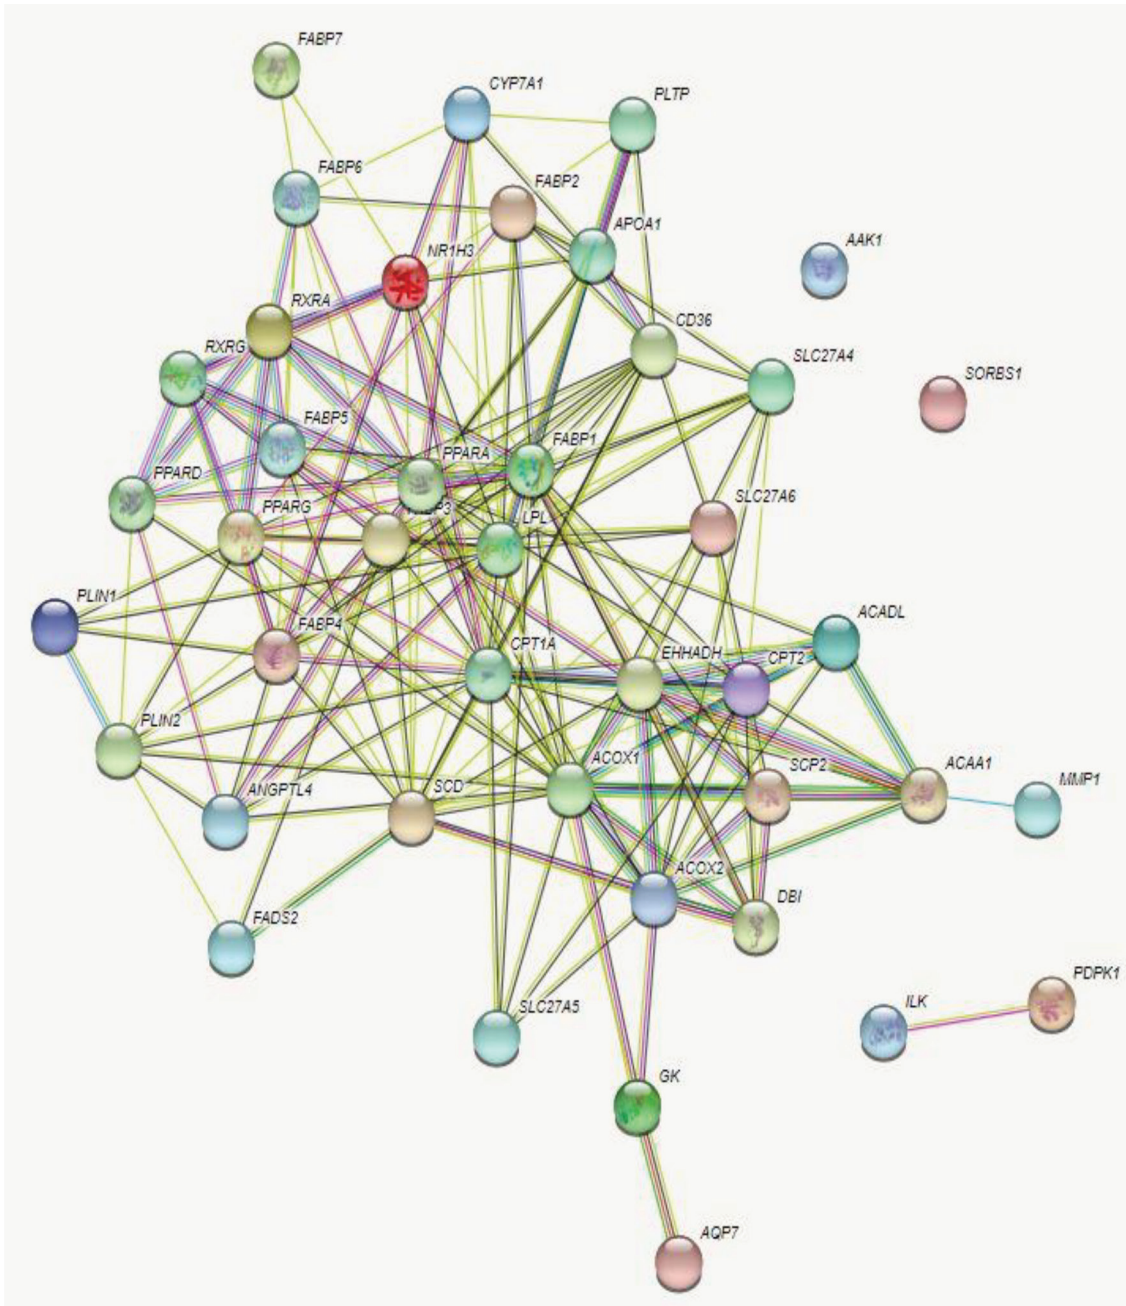 FABP7
CYP7A1
PLTP
FABP6
FABP2
APOA1
AAK1
NR1H3
RXRA
CD36
RXRG
SLC27A4
SORBS1
FABP5
PPARA
FABP1
PPARD
PPARG
SLC27A6
LPL
PLIN1
FABP4
CPT1A
EHHADH
CPT2
ACADL
PLIN2
ANGPTL4
SCD
ACOX1
SCP2
ACAA1
MMP1
ACOX2
DBI
FADS2
SLC27A5
ILK
PDPK1
GK
AQP7